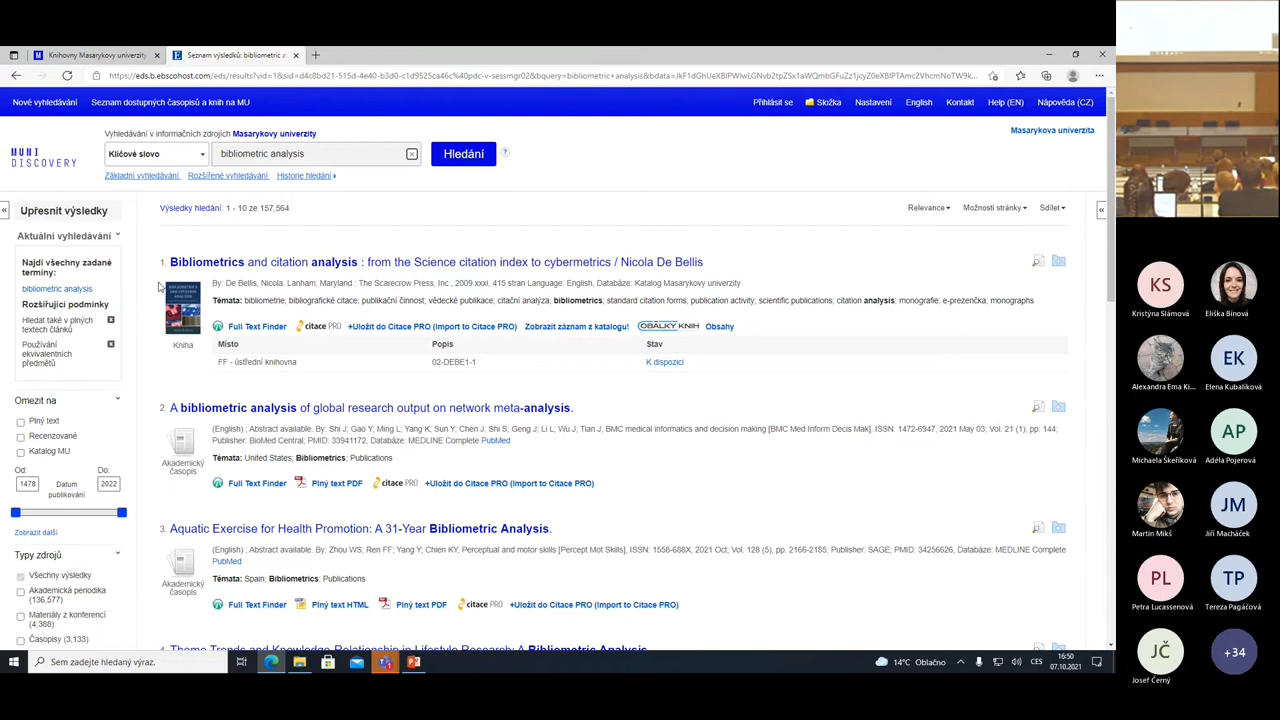 Knihovny Masarykovy univerzity
Seznam výsledků: bibliometric a
https://eds.b.ebscohost.com/eds/results?vid=1&sid=d4c8bd21-515d-4e40-b3d0-c1d9525ca46c%40pdc-v-sessmgr02&bquery=bibliometric+analysis&bdata=
Nové vyhledávání
Seznam dostupných časopisů a knih na MU
Přihlásit se
Složka
Nastavení
English
Kontakt
Help (EN)
Nápověda (CZ)
Vyhledávání v informačních zdrojích Masarykovy univerzity
Masarykova univerzita
MUNI
DISCOVERY
Klíčové slovo
bibliometric analysis
Hledání
?
Základní vyhledávání
Rozšířené vyhledávání
Historie hledání
«
Upřesnit výsledky
Aktuální vyhledávání
Najdi všechny zadané
termíny:
bibliometric analysis
Rozšiřující podmínky
Hledat také v plných
textech článků
Používání
ekvivalentních
předmětů
Omezit na
Plný text
Recenzované
Katalog MU
Od:
Do:
1478
Datum
publikování
2022
Zobrazit další
Typy zdrojů
Všechny výsledky
Akademická periodika
(136,577)
Materiály z konferencí
(4,388)
Časopisy (3,133)
Výsledky hledání: 1 - 10 ze 157,564
Relevance
Možnosti stránky
Sdílet
«
1. Bibliometrics and citation analysis : from the Science citation index to cybermetrics / Nicola De Bellis
By: De Bellis, Nicola. Lanham, Maryland : The Scarecrow Press, Inc., 2009 xxxi, 415 stran Language: English, Databáze: Katalog Masarykovy univerzity
Témata: bibliometrie; bibliografické citace; publikační činnost; vědecké publikace; citační analýza; bibliometrics; standard citation forms; publication activity; scientific publications; citation analysis; monografie; e-prezenčka; monographs
Kniha
Full Text Finder
citace PRO
+Uložit do Citace PRO (Import to Citace PRO)
Zobrazit záznam z katalogu!
OBÁLKY KNIH
Obsahy
Místo
Popis
Stav
FF - ústřední knihovna
02-DEBE1-1
K dispozici
2. A bibliometric analysis of global research output on network meta-analysis.
(English) ; Abstract available. By: Shi J; Gao Y; Ming L; Yang K; Sun Y; Chen J; Shi S; Geng J; Li L; Wu J; Tian J, BMC medical informatics and decision making [BMC Med Inform Decis Mak], ISSN: 1472-6947, 2021 May 03; Vol. 21 (1), pp. 144;
Publisher: BioMed Central; PMID: 33941172, Databáze: MEDLINE Complete PubMed
Akademický
časopis
Témata: United States; Bibliometrics; Publications
Full Text Finder
Plný text PDF
citace PRO
+Uložit do Citace PRO (Import to Citace PRO)
3. Aquatic Exercise for Health Promotion: A 31-Year Bibliometric Analysis.
(English) ; Abstract available. By: Zhou WS; Ren FF; Yang Y; Chien KY, Perceptual and motor skills [Percept Mot Skills], ISSN: 1558-688X, 2021 Oct; Vol. 128 (5), pp. 2166-2185; Publisher: SAGE; PMID: 34256626, Databáze: MEDLINE Complete
PubMed
Akademický
časopis
Témata: Spain; Bibliometrics; Publications
Full Text Finder
Plný text HTML
Plný text PDF
citace PRO
+Uložit do Citace PRO (Import to Citace PRO)
4. Theme Trends and Knowledge Relationship in Lifestyle Research: A Bibliometric Analysis
Sem zadejte hledaný výraz.
14°C Oblačno
CES
16:50
07.10.2021
KS
Kristýna Slámová
Eliška Bínová
Alexandra Ema Ki...
EK
Elena Kubalíková
Michaela Škeříková
AP
Adéla Pojerová
Martin Mikš
JM
Jiří Macháček
PL
Petra Lucassenová
TP
Tereza Pagáčová
JČ
Josef Černý
+34